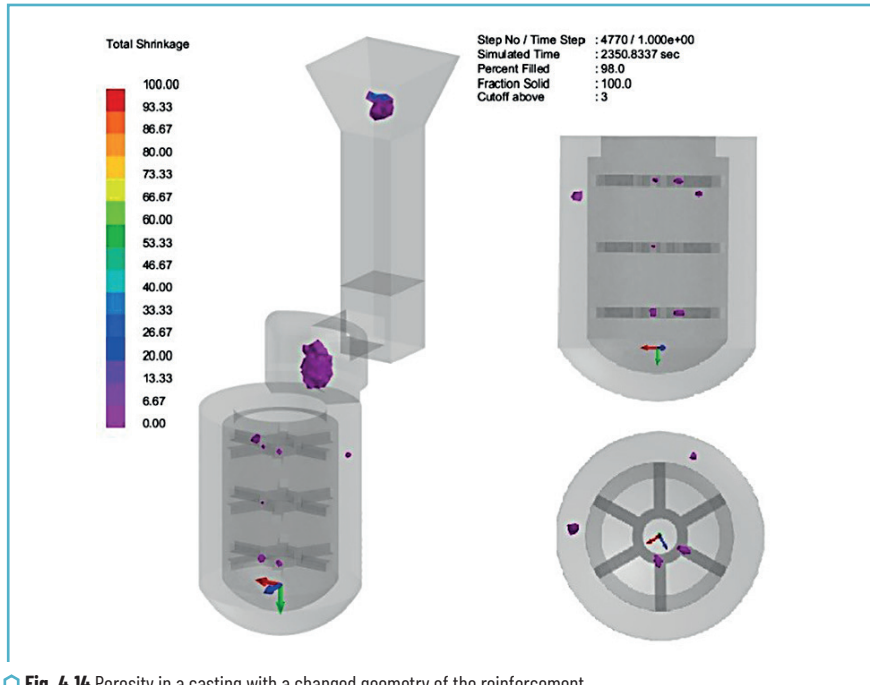 Total Shrinkage
100.00
93.33
86.67
80.00
73.33
66.67
60.00
53.33
46.67
40.00
33.33
26.67
20.00
13.33
6.67
0.00
Step No / Time Step : 4770 / 1.000e+00
Simulated Time : 2350.8337 sec
Percent Filled : 98.0
Fraction Solid : 100.0
Cutoff above : 3
Fig. 4.14 Porosity in a casting with a changed geometry of the reinforcement